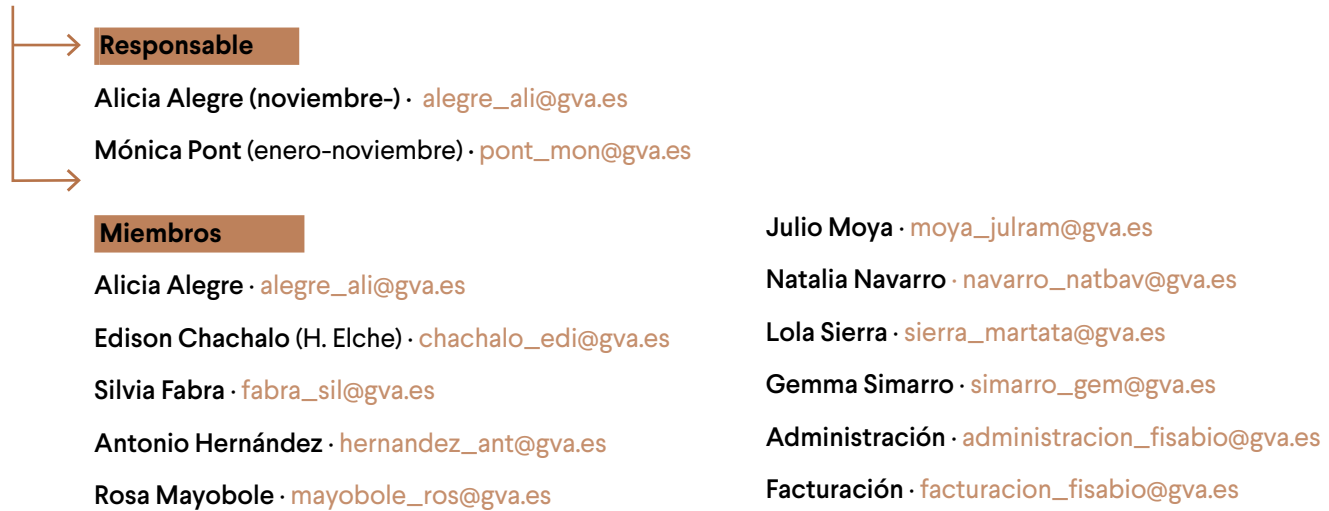 Responsable
Alicia Alegre (noviembre-) · alegre_ali@gva.es
Mónica Pont (enero-noviembre) · pont_mon@gva.es
Miembros
Alicia Alegre · alegre_ali@gva.es
Edison Chachalo (H. Elche) · chachalo_edi@gva.es
Silvia Fabra · fabra_sil@gva.es
Antonio Hernández · hernandez_ant@gva.es
Rosa Mayobole · mayobole_ros@gva.es
Julio Moya · moya_julram@gva.es
Natalia Navarro · navarro_natbav@gva.es
Lola Sierra · sierra_martata@gva.es
Gemma Simarro · simarro_gem@gva.es
Administración · administracion_fisabio@gva.es
Facturación · facturacion_fisabio@gva.es